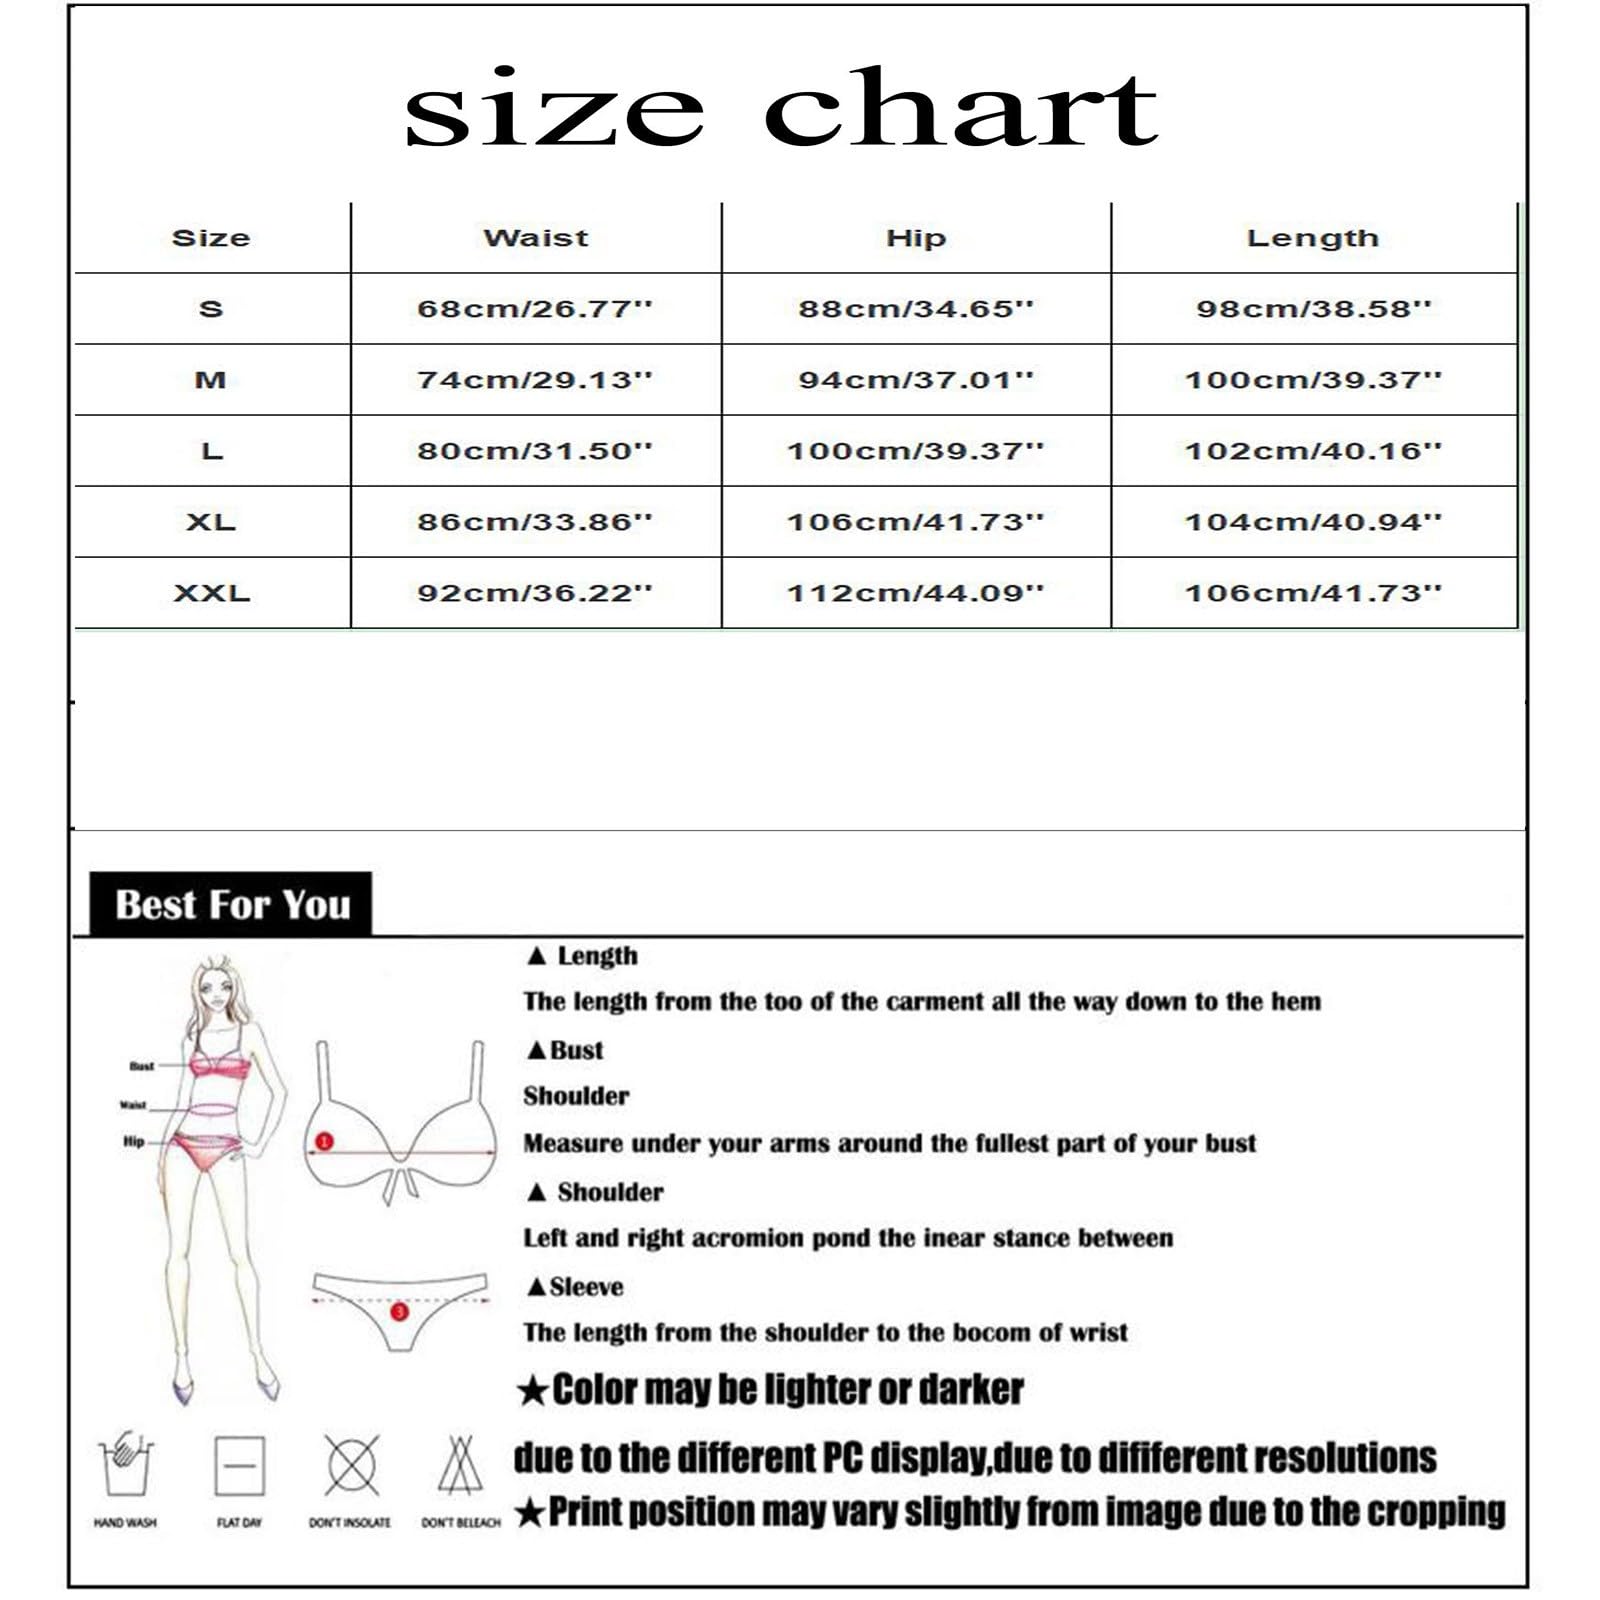 size chart
Size Waist Hip Length
S 68cm/26.77'' 88cm/34.65'' 98cm/38.58''
M 74cm/29.13'' 94cm/37.01'' 100cm/39.37''
L 80cm/31.50'' 100cm/39.37'' 102cm/40.16''
XL 86cm/33.86'' 106cm/41.73'' 104cm/40.94''
XXL 92cm/36.22'' 112cm/44.09'' 106cm/41.73''
Best For You
▲ Length
The length from the too of the carment all the way down to the hem
▲Bust
Shoulder
Measure under your arms around the fullest part of your bust
▲ Shoulder
Left and right acromion pond the inear stance between
▲Sleeve
The length from the shoulder to the bocom of wrist
★Color may be lighter or darker
due to the different PC display,due to dififferent resolutions
★Print position may vary slightly from image due to the cropping
Bust
Waist
Hip
1
3
HAND WASH
FLAT DAY
DON'T INSOLATE
DON'T BELEACH